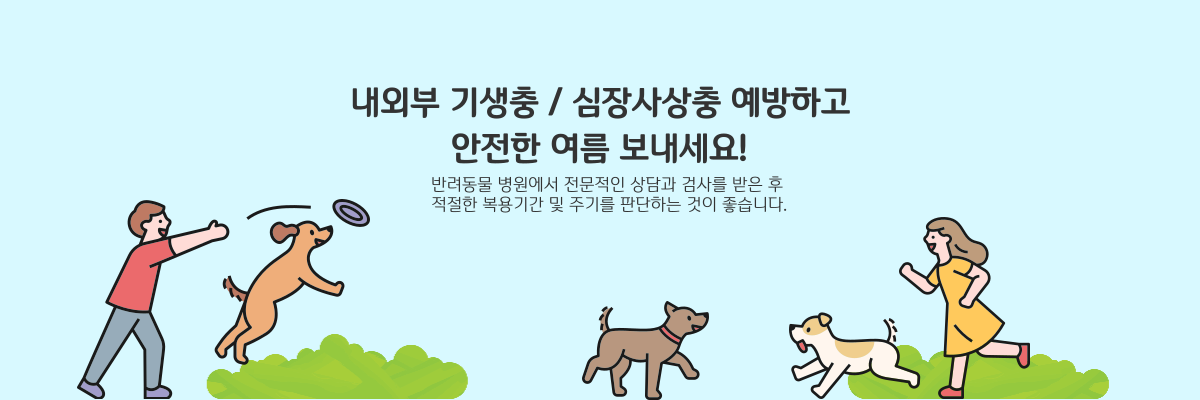 내외부 기생충 / 심장사상충 예방하고
안전한 여름 보내세요!
반려동물 병원에서 전문적인 상담과 검사를 받은 후
적절한 복용기간 및 주기를 판단하는 것이 좋습니다.